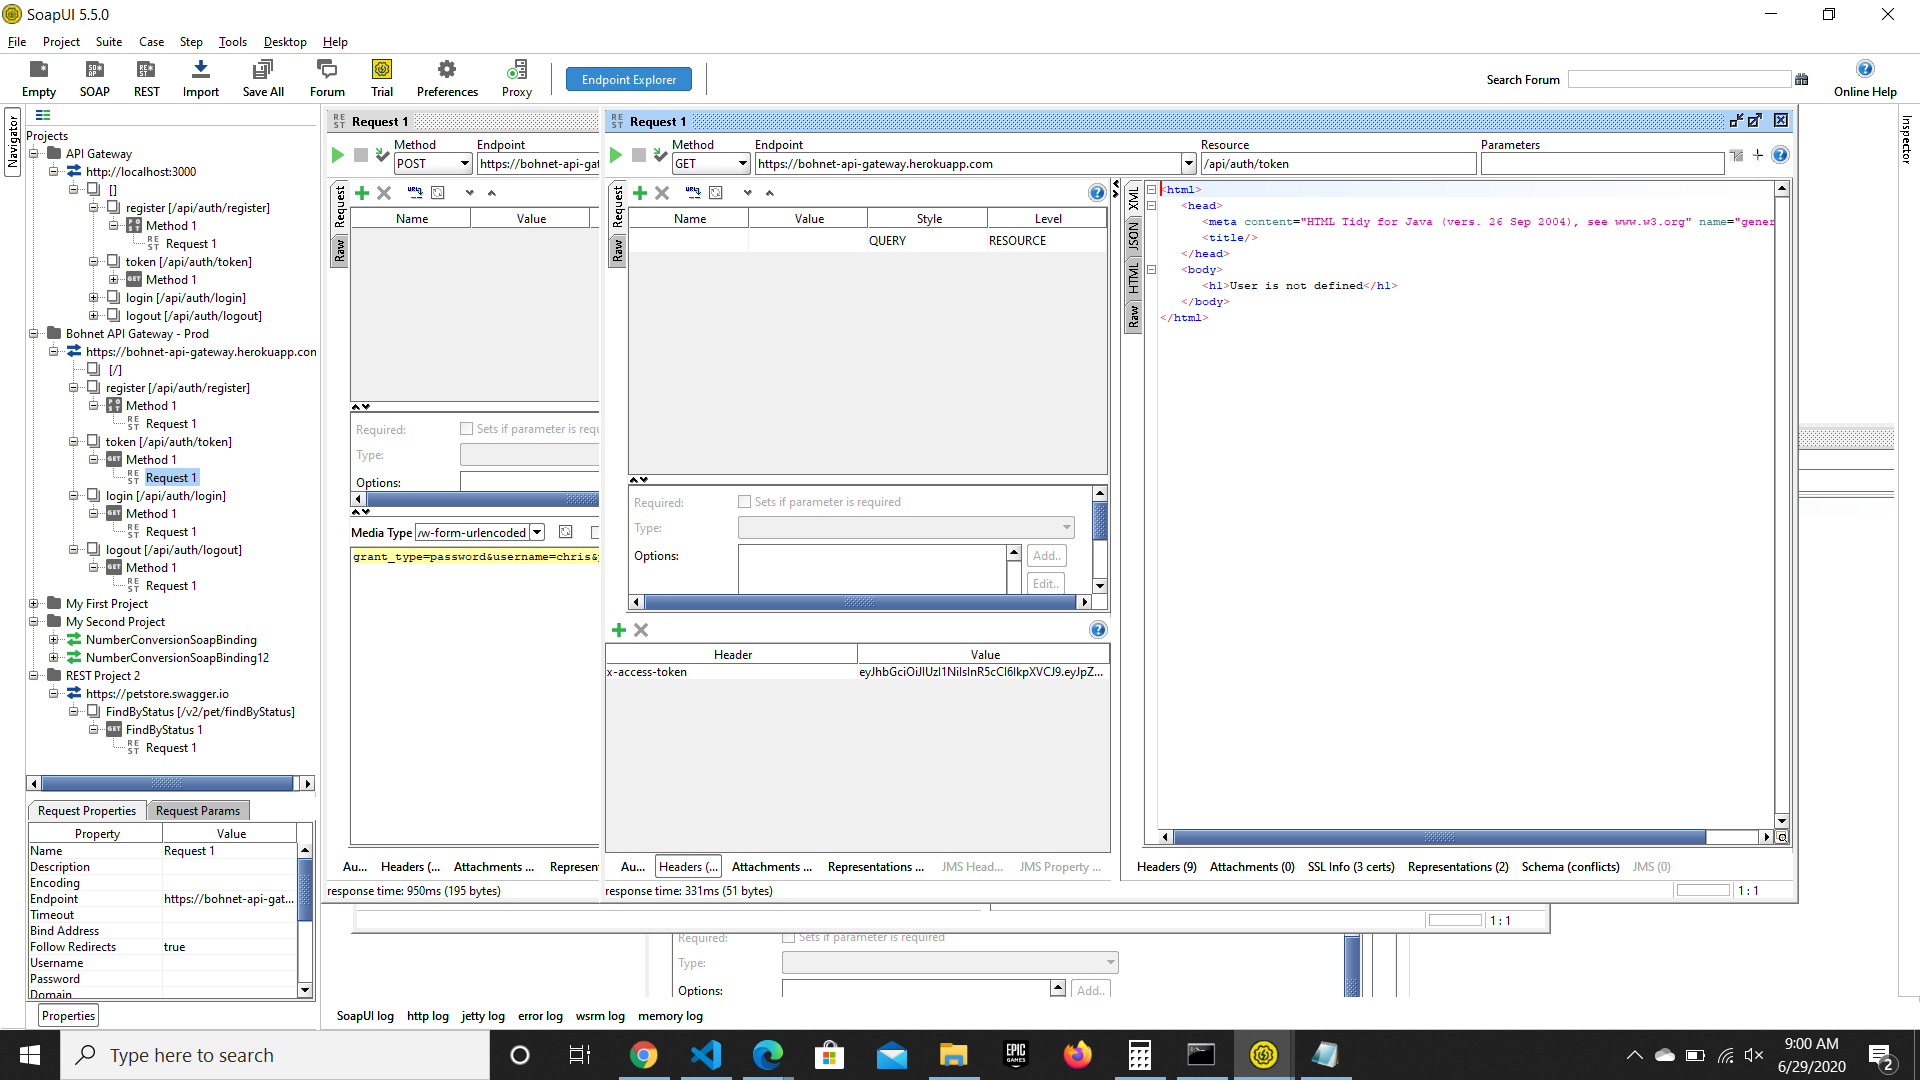 SoapUI 5.5.0
File Project Suite Case Step Tools Desktop Help
Empty SOAP REST Import Save All Forum Trial Preferences Proxy Endpoint Explorer Search Forum Online Help
Navigator
Projects
API Gateway
http://localhost:3000
[]
register [/api/auth/register]
Method 1
Request 1
token [/api/auth/token]
Method 1
login [/api/auth/login]
logout [/api/auth/logout]
Bohnet API Gateway - Prod
https://bohnet-api-gateway.herokuapp.con
[/]
register [/api/auth/register]
Method 1
Request 1
token [/api/auth/token]
Method 1
Request 1
login [/api/auth/login]
Method 1
Request 1
logout [/api/auth/logout]
Method 1
Request 1
My First Project
My Second Project
NumberConversionSoapBinding
NumberConversionSoapBinding12
REST Project 2
https://petstore.swagger.io
FindByStatus [/v2/pet/findByStatus]
FindByStatus 1
Request 1
Request Properties Request Params
Property Value
Name Request 1
Description
Encoding
Endpoint https://bohnet-api-gat...
Timeout
Bind Address
Follow Redirects true
Username
Password
Domain
Properties
Request 1
Method Endpoint
POST https://bohnet-api-gat
Request
Raw
Name Value
Required: Sets if parameter is requ
Type:
Options:
Media Type /w-form-urlencoded
grant_type=password&username=chris&
Au... Headers (... Attachments ... Represen
response time: 950ms (195 bytes)
Request 1
Method Endpoint Resource Parameters
GET https://bohnet-api-gateway.herokuapp.com /api/auth/token
Request
Raw
Name Value Style Level
QUERY RESOURCE
Required: Sets if parameter is required
Type:
Options: Add..
Edit..
Header Value
x-access-token eyJhbGciOiJIUzI1NiIsInR5cCI6IkpXVCJ9.eyJpZ...
Au... Headers (... Attachments ... Representations ... JMS Head... JMS Property ...
response time: 331ms (51 bytes)
XML
JSON
HTML
Raw
<html>
<head>
<meta content="HTML Tidy for Java (vers. 26 Sep 2004), see www.w3.org" name="gener
<title/>
</head>
<body>
<h1>User is not defined</h1>
</body>
</html>
Headers (9) Attachments (0) SSL Info (3 certs) Representations (2) Schema (conflicts) JMS (0)
1 : 1
Inspector
1 : 1
Required: Sets if parameter is required
Type:
Options: Add..
SoapUI log http log jetty log error log wsrm log memory log
Type here to search
EPIC GAMES
9:00 AM
6/29/2020
2